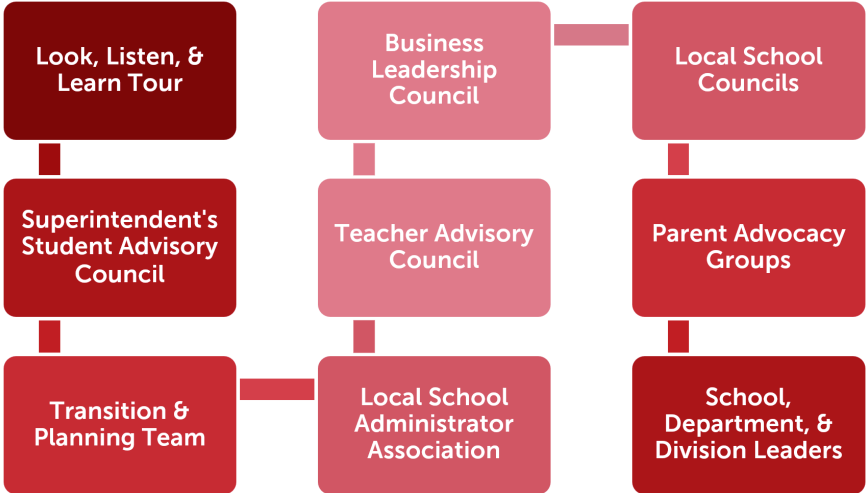 Look, Listen, &
Learn Tour
Superintendent's
Student Advisory
Council
Transition &
Planning Team
Local School
Administrator
Association
Teacher Advisory
Council
Business
Leadership
Council
Local School
Councils
Parent Advocacy
Groups
School,
Department, &
Division Leaders